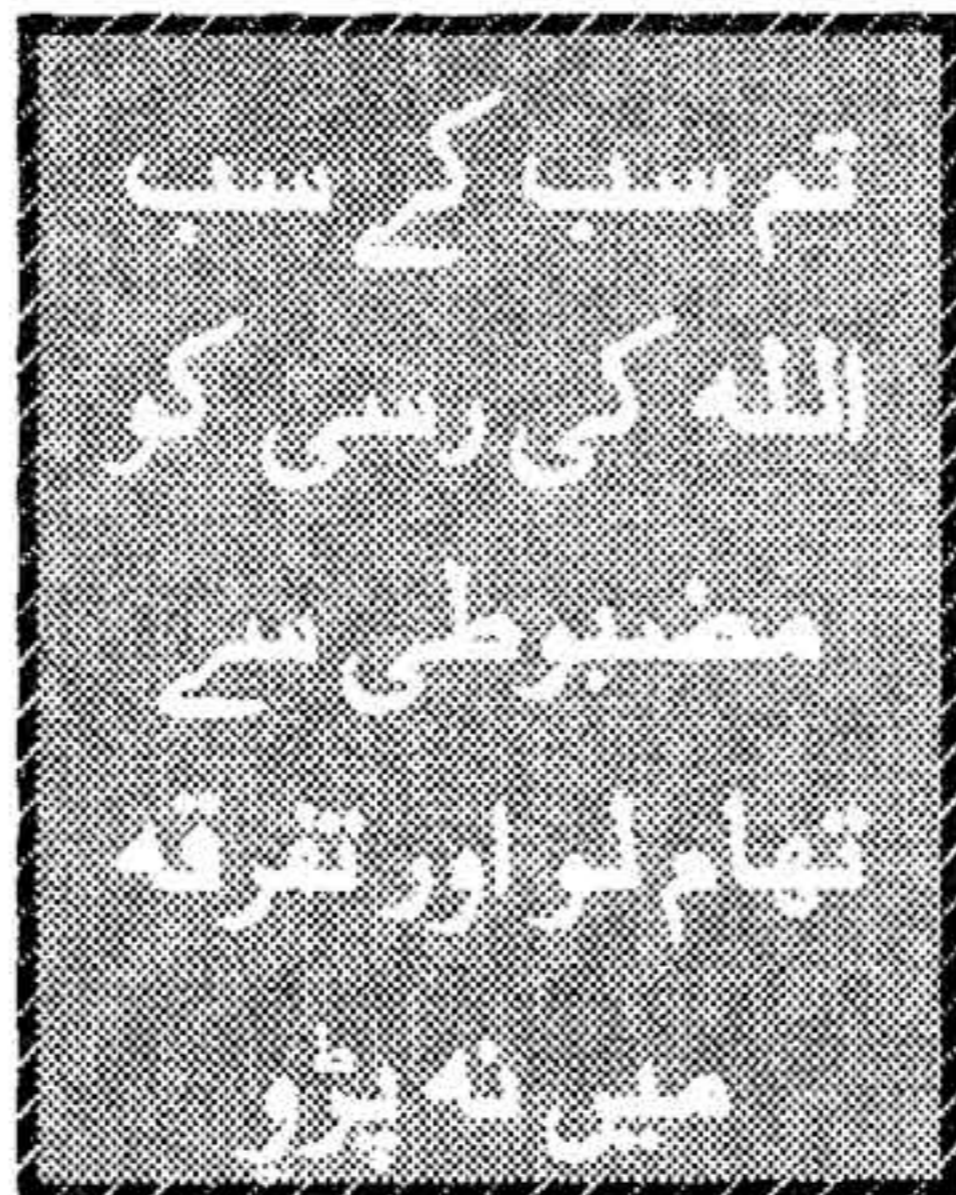 تم سب کے سب
اللہ کی رسی کو
مضبوطی سے
تھام لو اور تفرقہ
میں نہ پڑو